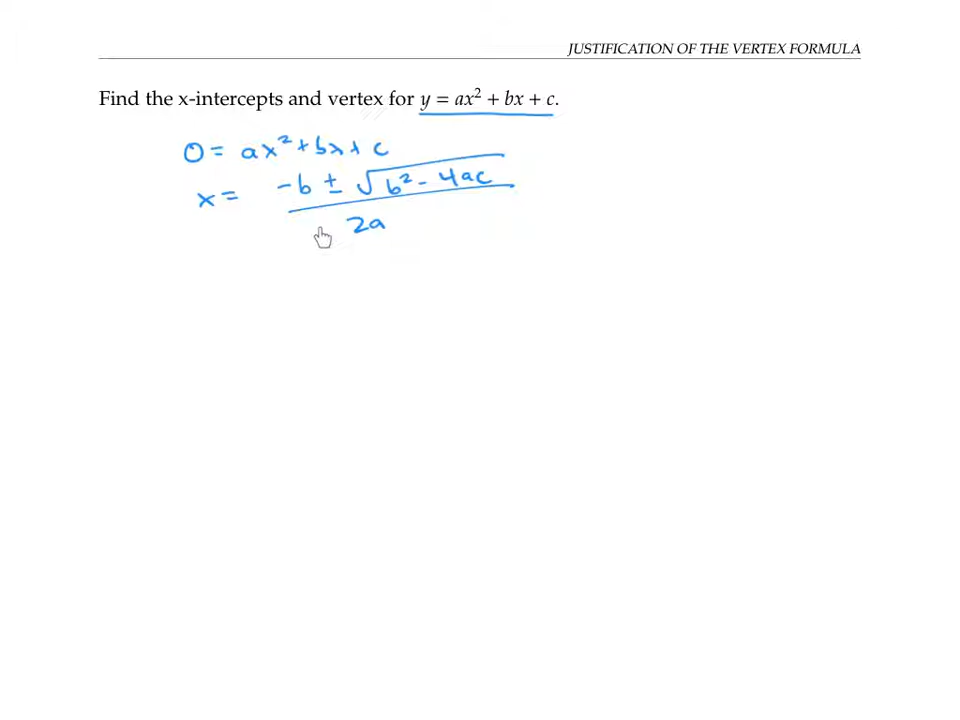 JUSTIFICATION OF THE VERTEX FORMULA
Find the x-intercepts and vertex for y = ax² + bx + c.
0 = ax² + bx + c
x = -b ± √(b² - 4ac)
2a